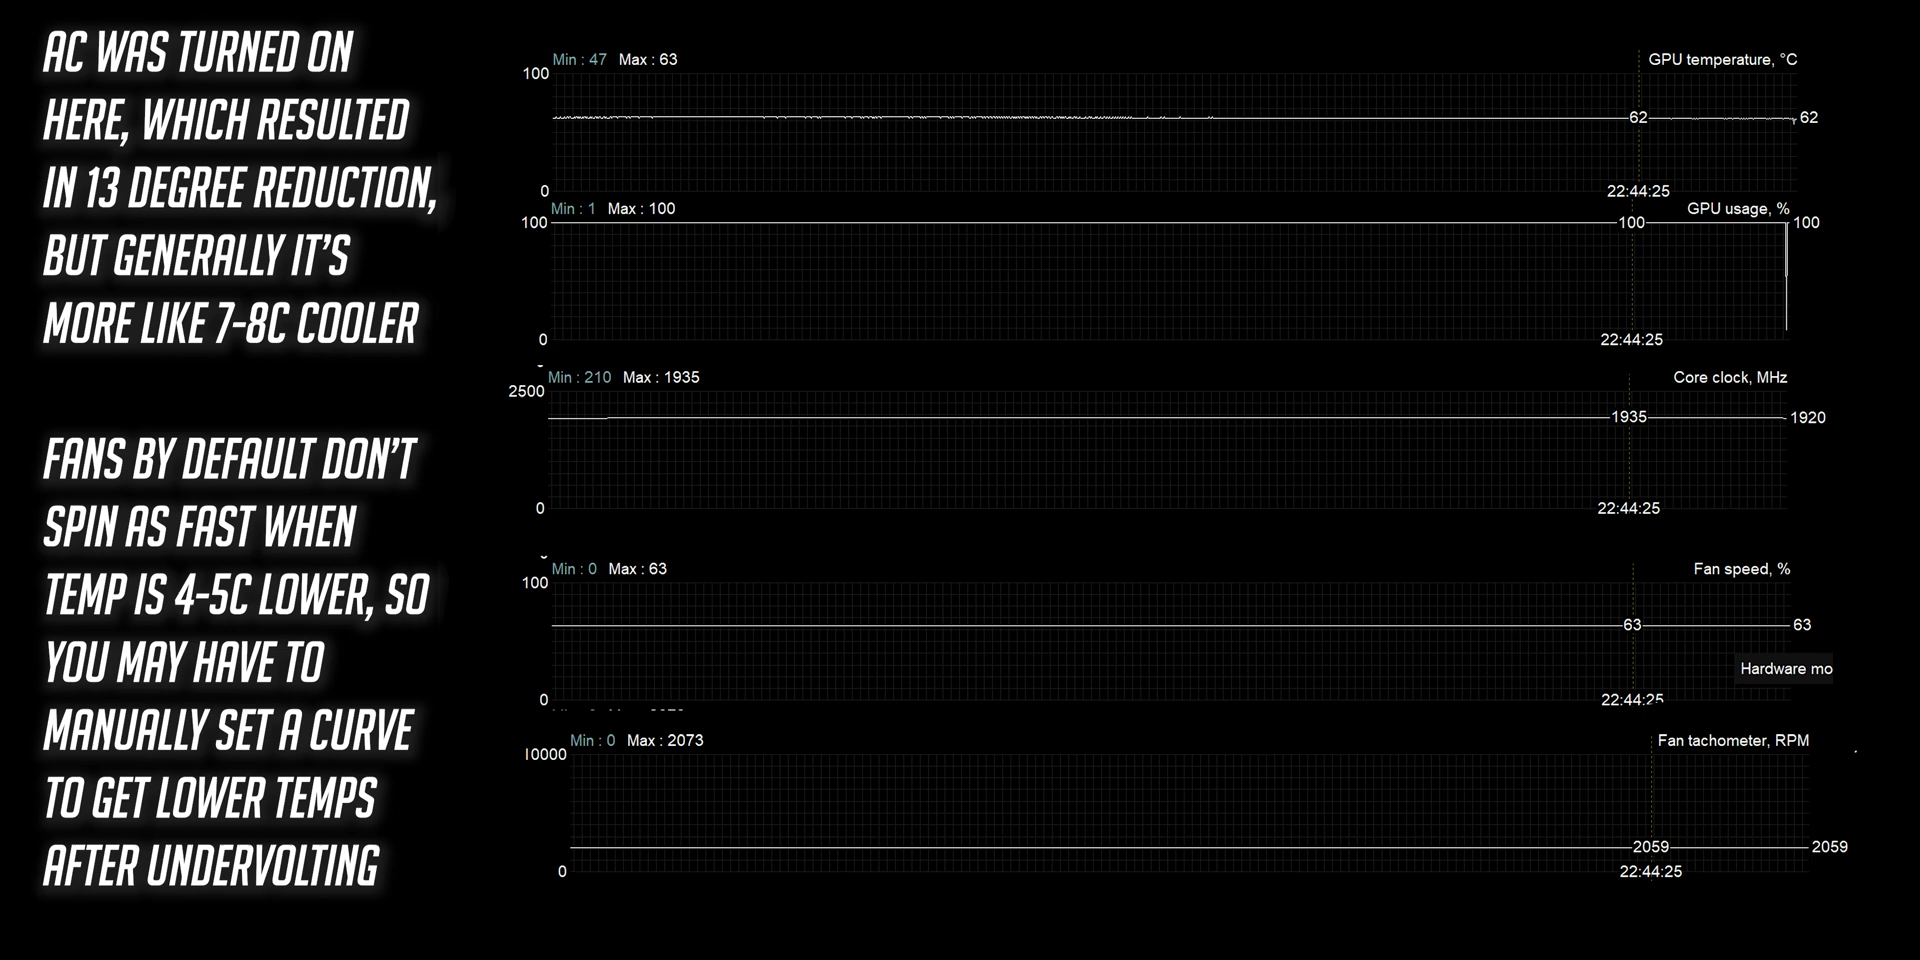 AC WAS TURNED ON
HERE, WHICH RESULTED
IN 13 DEGREE REDUCTION,
BUT GENERALLY IT'S
MORE LIKE 7-8C COOLER
FANS BY DEFAULT DON'T
SPIN AS FAST WHEN
TEMP IS 4-5C LOWER, SO
YOU MAY HAVE TO
MANUALLY SET A CURVE
TO GET LOWER TEMPS
AFTER UNDERVOLTING
Min : 47 Max : 63 GPU temperature, °C
100
62 62
0 22:44:25
Min : 1 Max : 100 GPU usage, %
100 100 100
0 22:44:25
Min : 210 Max : 1935 Core clock, MHz
2500
1935 1920
0 22:44:25
Min : 0 Max : 63 Fan speed, %
100
63 63
Hardware mo
0 22:44:25
Min : 0 Max : 2073 Fan tachometer, RPM
10000
2059 2059
0 22:44:25